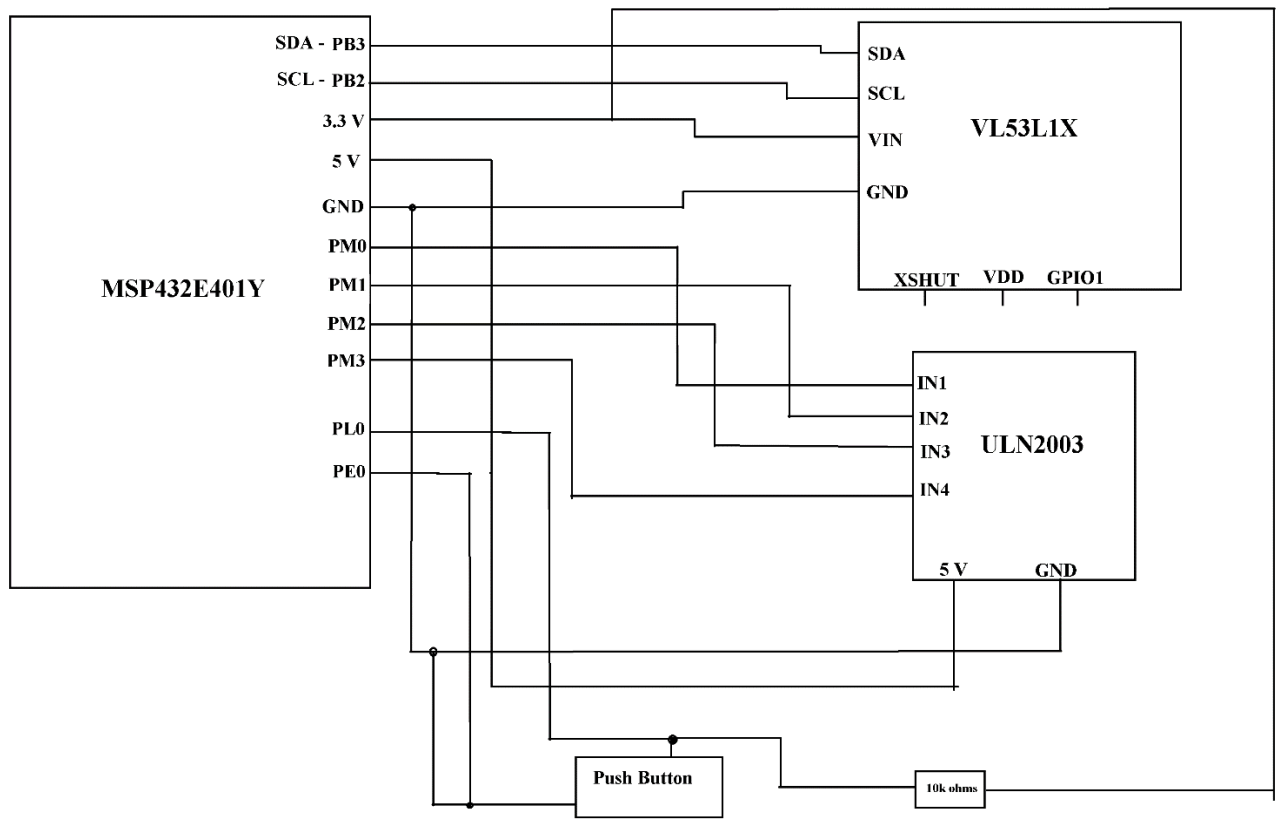 SDA - PB3
SCL - PB2
3.3 V
5 V
GND
PM0
PM1
PM2
PM3
PL0
PE0
MSP432E401Y
SDA
SCL
VIN
GND
VL53L1X
XSHUT VDD GPIO1
IN1
IN2
IN3
IN4
ULN2003
5 V GND
Push Button
10k ohms